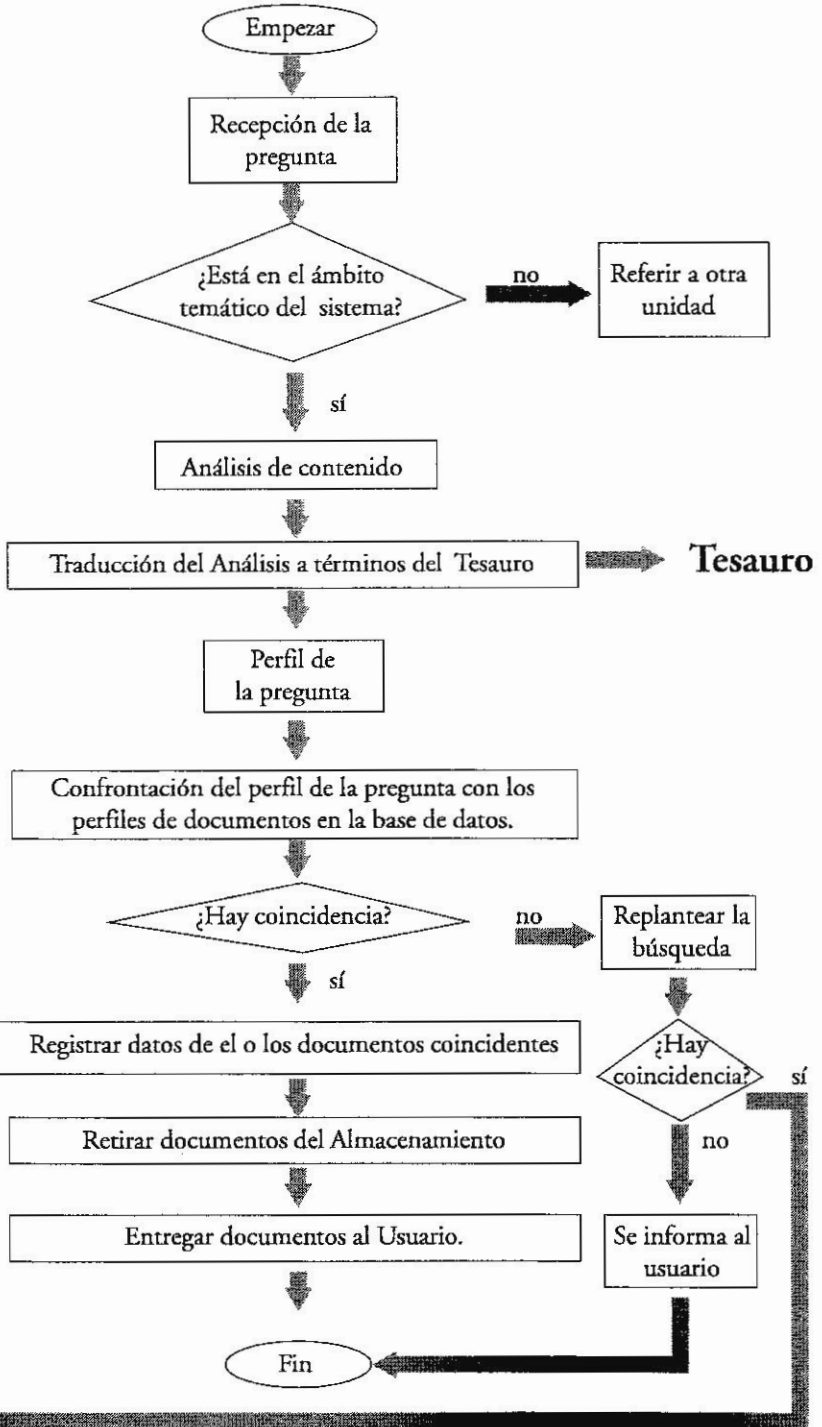 Empezar
Recepción de la
pregunta
¿Está en el ámbito
temático del sistema?
no
Referir a otra
unidad
sí
Análisis de contenido
Traducción del Análisis a términos del Tesauro
Tesauro
Perfil de
la pregunta
Confrontación del perfil de la pregunta con los
perfiles de documentos en la base de datos.
¿Hay coincidencia?
no
Replantear la
búsqueda
sí
Registrar datos de el o los documentos coincidentes
¿Hay
coincidencia?
sí
no
Retirar documentos del Almacenamiento
Entregar documentos al Usuario.
Se informa al
usuario
Fin